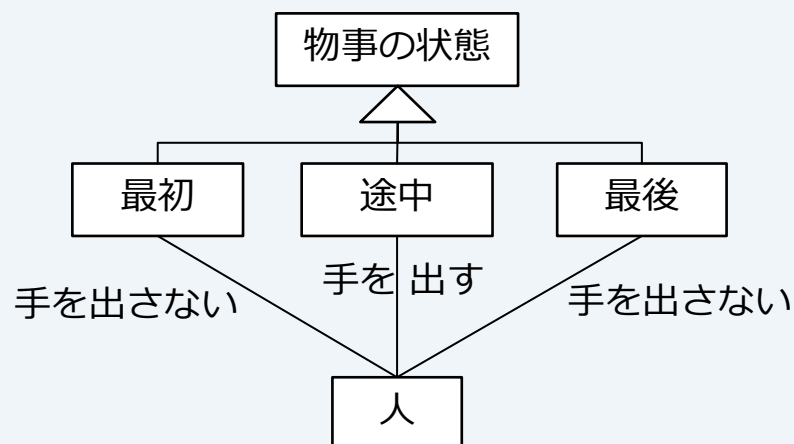 物事の状態
最初
途中
最後
手を出さない
手を 出す
手を出さない
人